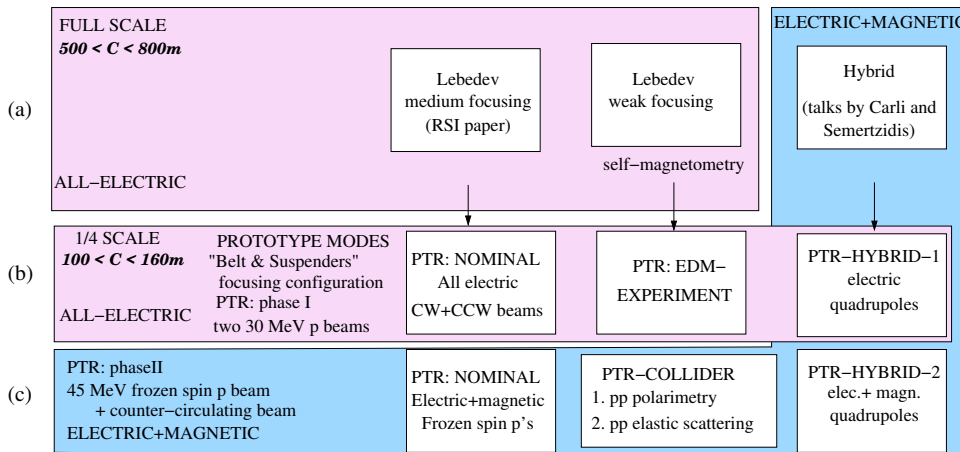 FULL SCALE
500 < C < 800m
ELECTRIC+MAGNETIC
(a)
Lebedev
medium focusing
(RSI paper)
Lebedev
weak focusing
Hybrid
(talks by Carli and
Semertzidis)
self−magnetometry
ALL−ELECTRIC
(b)
1/4 SCALE
100 < C < 160m
ALL−ELECTRIC
PROTOTYPE MODES
"Belt & Suspenders"
focusing configuration
PTR: phase I
two 30 MeV p beams
PTR: NOMINAL
All electric
CW+CCW beams
PTR: EDM−
EXPERIMENT
PTR−HYBRID−1
electric
quadrupoles
(c)
PTR: phaseII
45 MeV frozen spin p beam
+ counter−circulating beam
ELECTRIC+MAGNETIC
PTR: NOMINAL
Electric+magnetic
Frozen spin p's
PTR−COLLIDER
1. pp polarimetry
2. pp elastic scattering
PTR−HYBRID−2
elec.+ magn.
quadrupoles